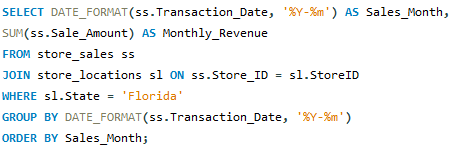 SELECT DATE_FORMAT(ss.Transaction_Date, '%Y-%m') AS Sales_Month,
SUM(ss.Sale_Amount) AS Monthly_Revenue
FROM store_sales ss
JOIN store_locations sl ON ss.Store_ID = sl.StoreID
WHERE sl.State = 'Florida'
GROUP BY DATE_FORMAT(ss.Transaction_Date, '%Y-%m')
ORDER BY Sales_Month;